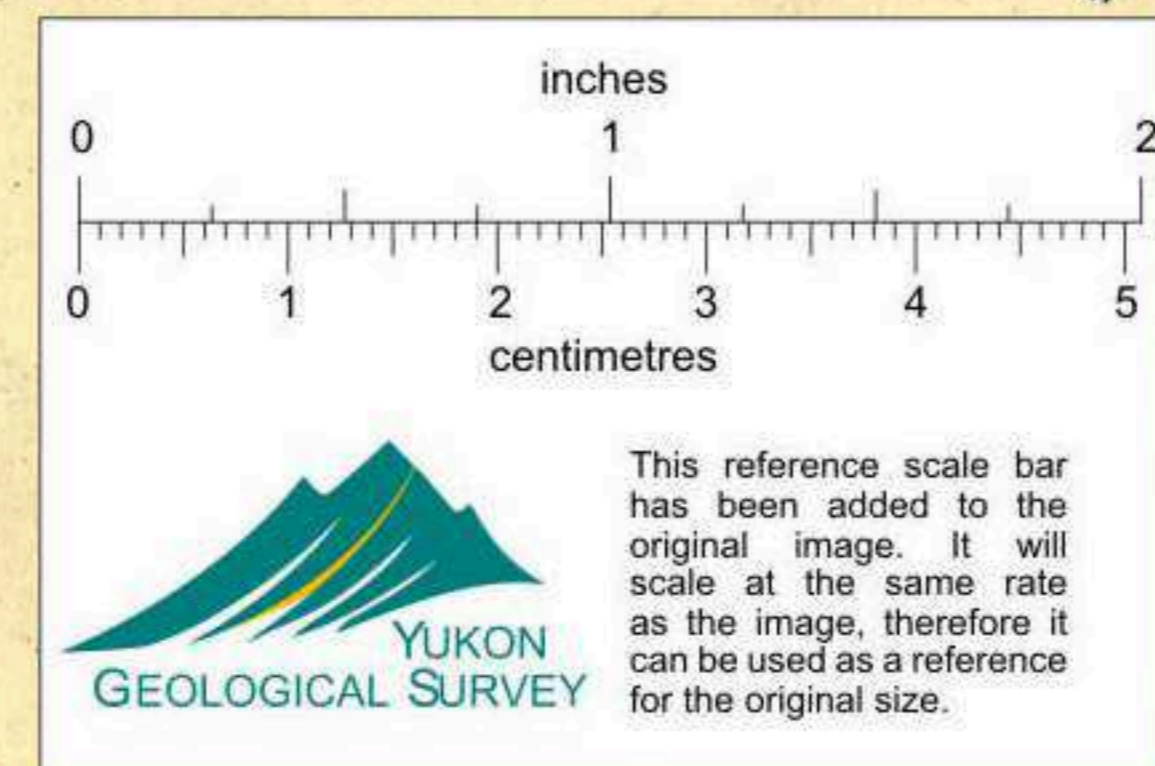 inches
0 1 2
0 1 2 3 4 5
centimetres
YUKON
GEOLOGICAL SURVEY
This reference scale bar
has been added to the
original image. It will
scale at the same rate
as the image, therefore it
can be used as a reference
for the original size.